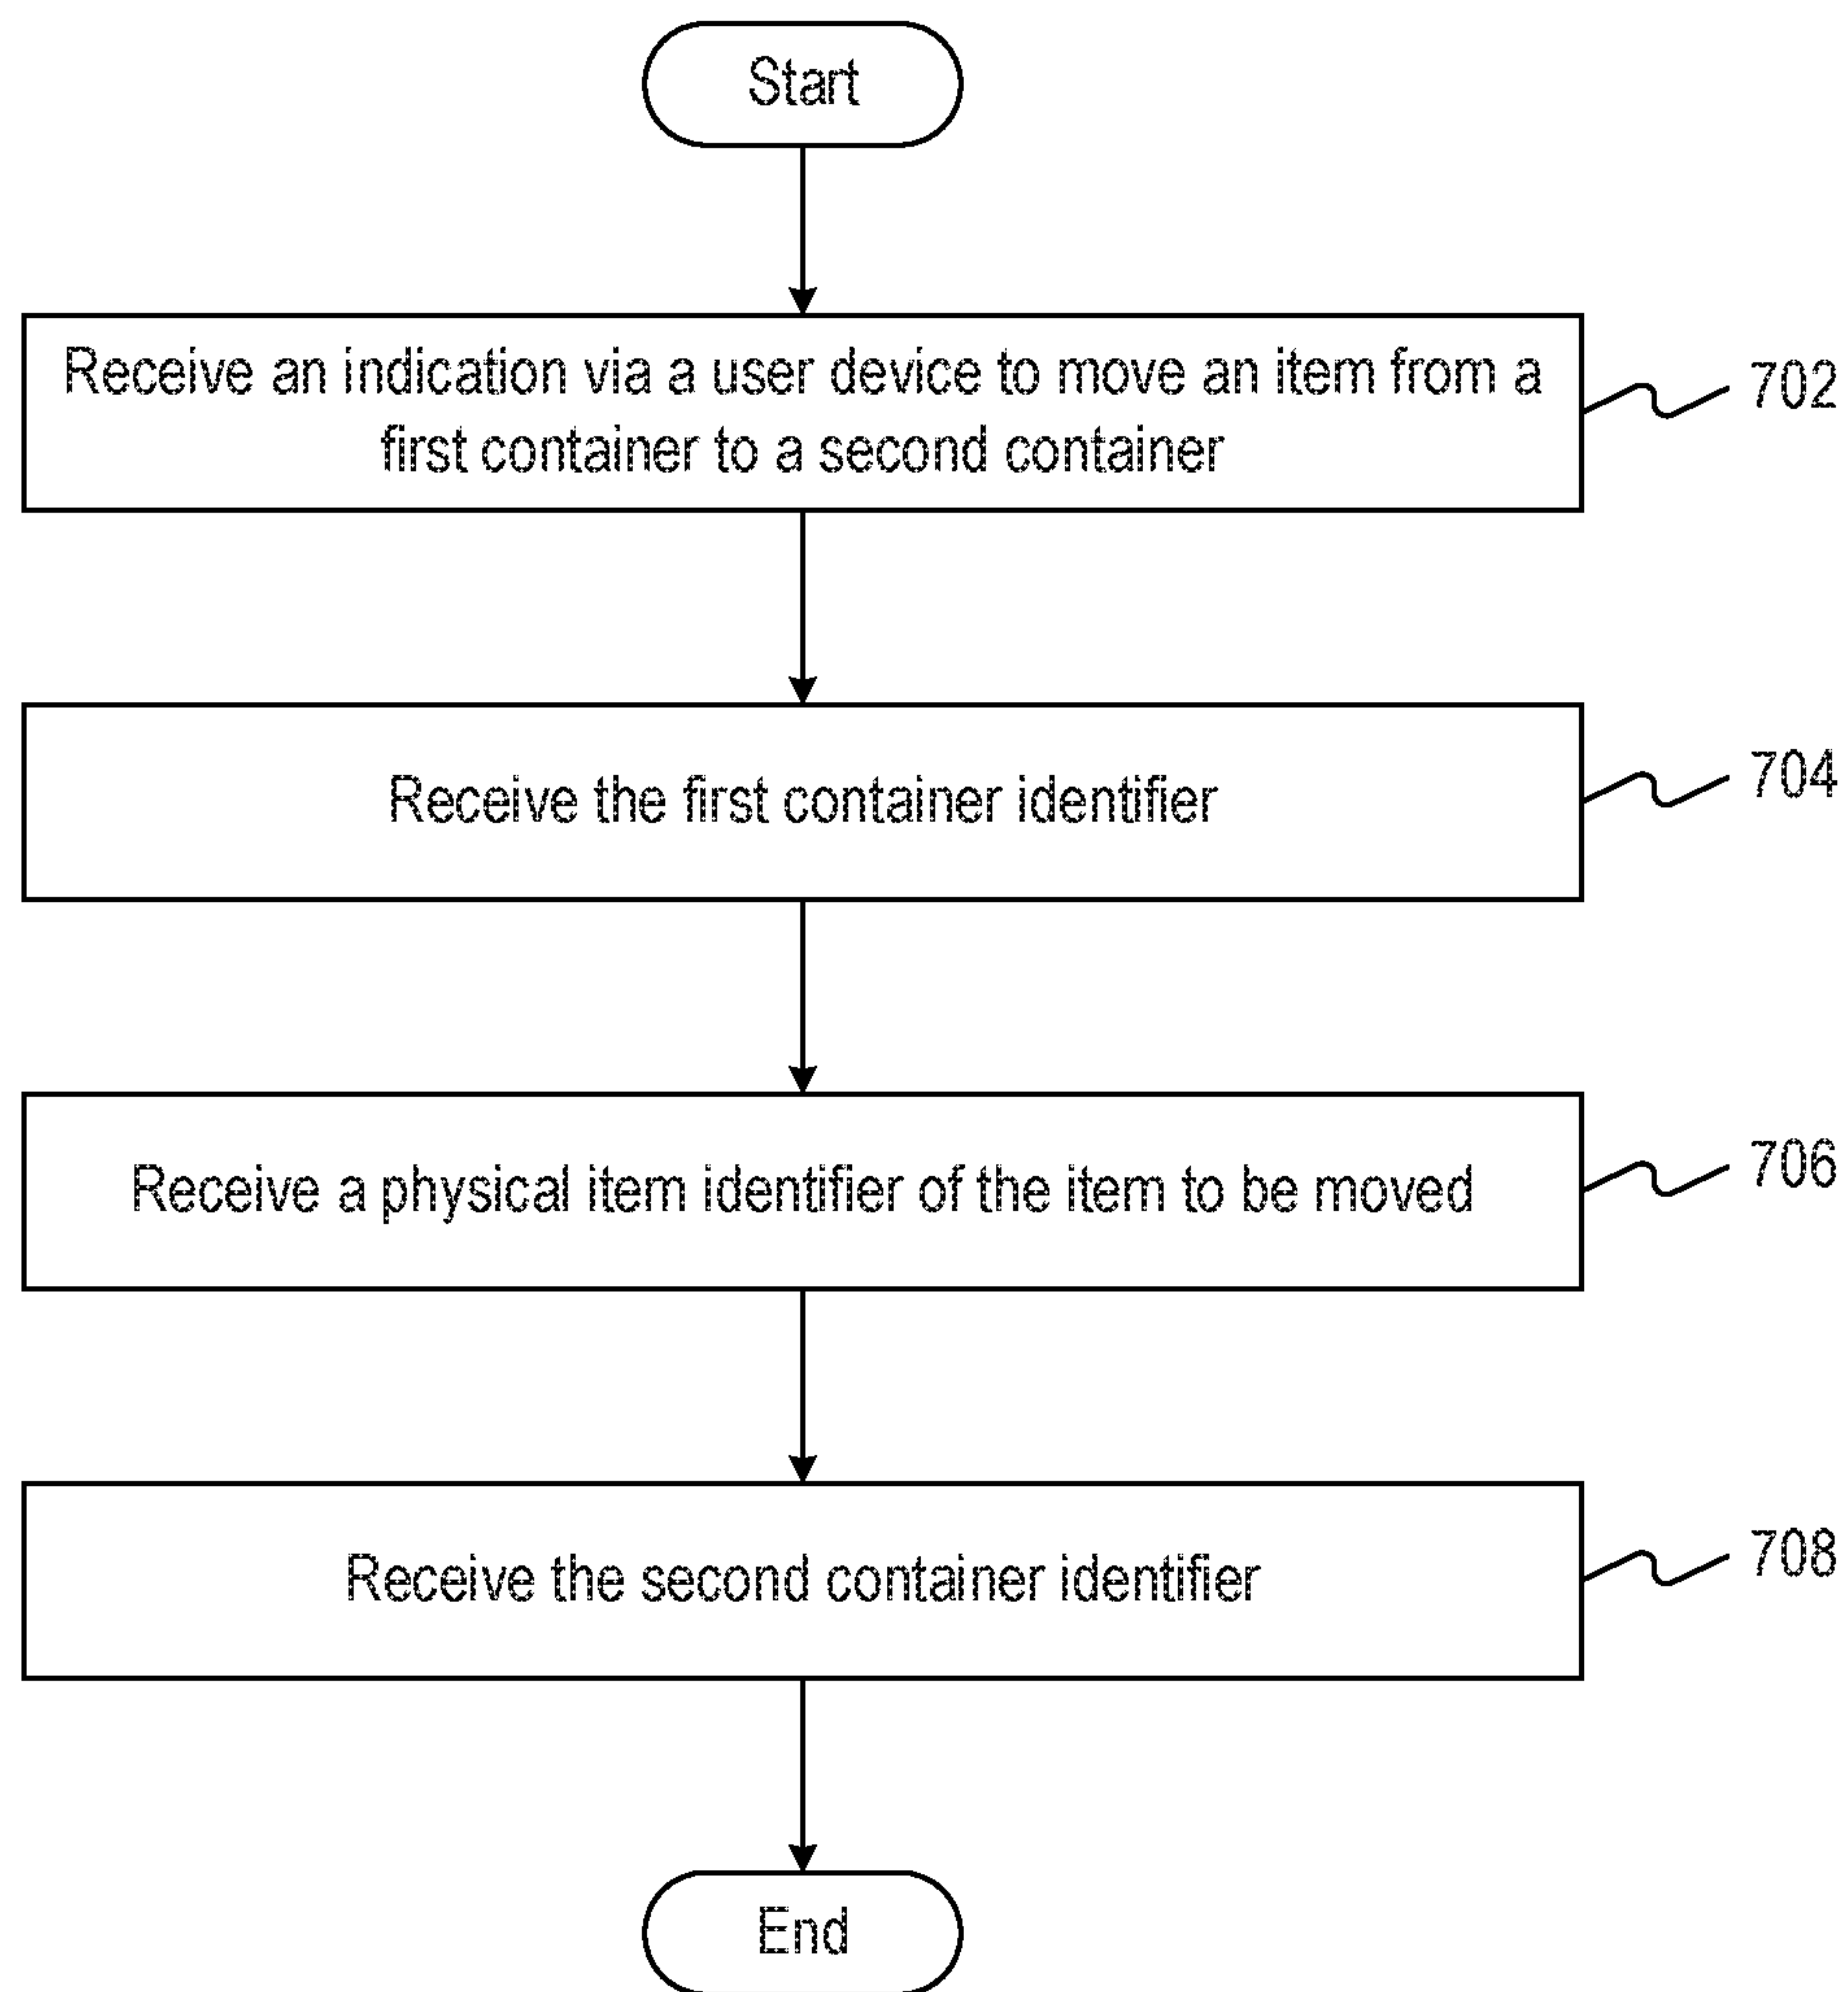 Start
Receive an indication via a user device to move an item from a
first container to a second container
702
Receive the first container identifier
704
Receive a physical item identifier of the item to be moved
706
Receive the second container identifier
708
End